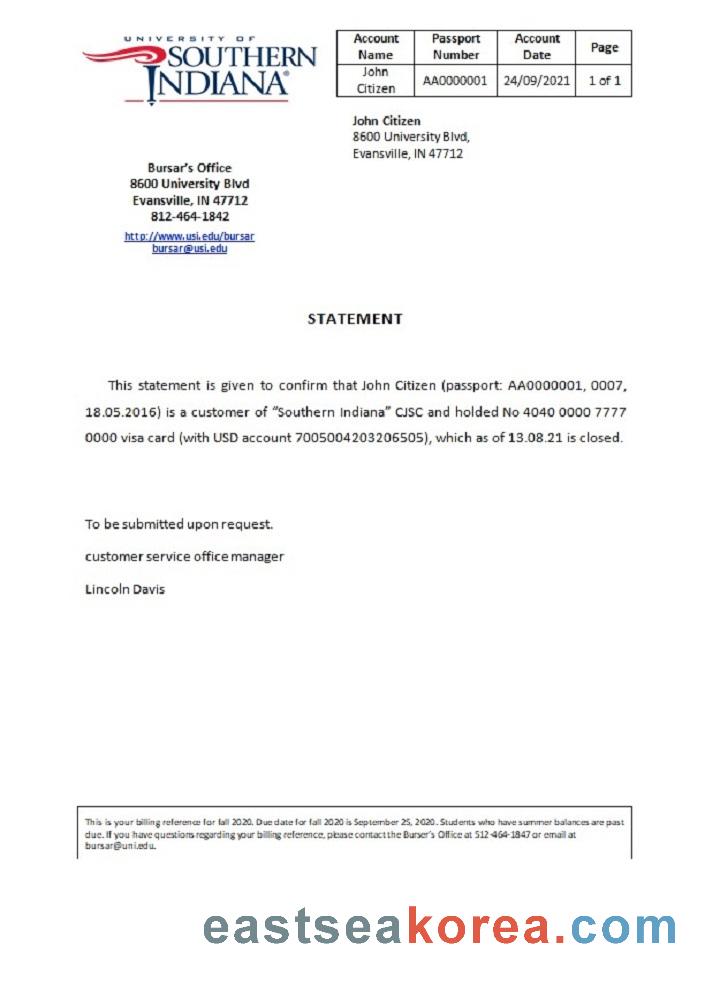 UNIVERSITY OF
SOUTHERN
INDIANA®
Account Name Passport Number Account Date Page
John Citizen AA0000001 24/09/2021 1 of 1
John Citizen
8600 University Blvd,
Evansville, IN 47712
Bursar's Office
8600 University Blvd
Evansville, IN 47712
812-464-1842
http://www.usi.edu/bursar
bursar@usi.edu
STATEMENT
This statement is given to confirm that John Citizen (passport: AA0000001, 0007,
18.05.2016) is a customer of “Southern Indiana” CJSC and holded No 4040 0000 7777
0000 visa card (with USD account 7005004203206505), which as of 13.08.21 is closed.
To be submitted upon request.
customer service office manager
Lincoln Davis
This is your billing reference for fall 2020. Due date for fall 2020 is September 25, 2020. Students who have summer balances are past
due. If you have questions regarding your billing reference, please contact the Burser's Office at 512-464-1847 or email at
bursar@uni.edu.
eastseakorea.com